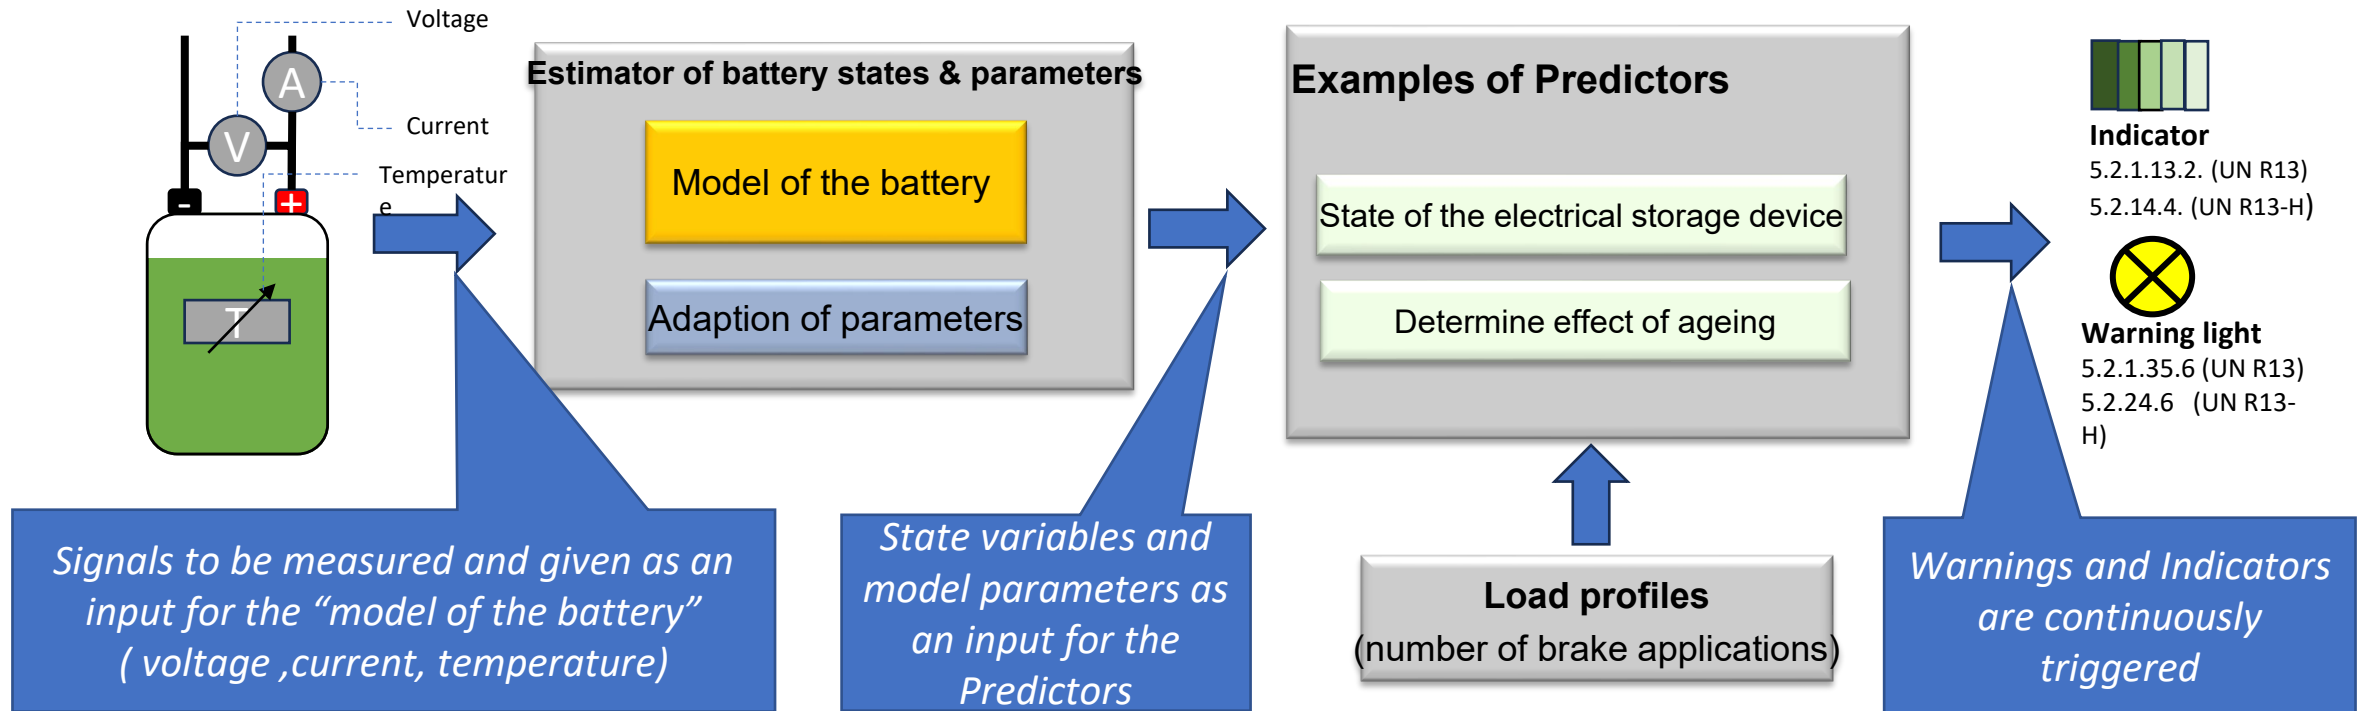 Voltage
A
Current
V
Temperatur
e
-
+
T
Estimator of battery states & parameters
Model of the battery
Adaption of parameters
Examples of Predictors
State of the electrical storage device
Determine effect of ageing
Load profiles
(number of brake applications)
Indicator
5.2.1.13.2. (UN R13)
5.2.14.4. (UN R13-H)
Warning light
5.2.1.35.6 (UN R13)
5.2.24.6 (UN R13-
H)
Signals to be measured and given as an
input for the “model of the battery”
( voltage ,current, temperature)
State variables and
model parameters as
an input for the
Predictors
Warnings and Indicators
are continuously
triggered